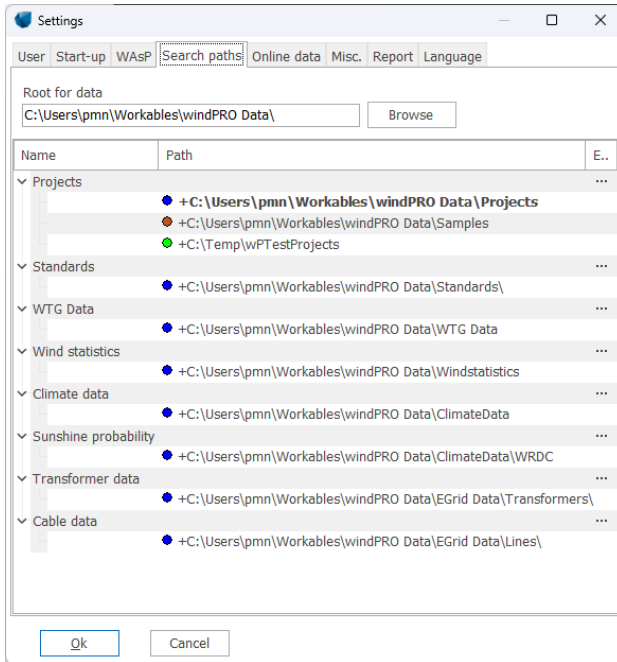 Settings
User Start-up WAsP Search paths Online data Misc. Report Language
Root for data
C:\Users\pmn\Workables\windPRO Data\ Browse
Name Path E..
Projects ...
+C:\Users\pmn\Workables\windPRO Data\Projects
+C:\Users\pmn\Workables\windPRO Data\Samples
+C:\Temp\wPTestProjects
Standards ...
+C:\Users\pmn\Workables\windPRO Data\Standards\
WTG Data ...
+C:\Users\pmn\Workables\windPRO Data\WTG Data
Wind statistics ...
+C:\Users\pmn\Workables\windPRO Data\Windstatistics
Climate data ...
+C:\Users\pmn\Workables\windPRO Data\ClimateData
Sunshine probability ...
+C:\Users\pmn\Workables\windPRO Data\ClimateData\WRDC
Transformer data ...
+C:\Users\pmn\Workables\windPRO Data\EGrid Data\Transformers\
Cable data ...
+C:\Users\pmn\Workables\windPRO Data\EGrid Data\Lines\
Ok Cancel